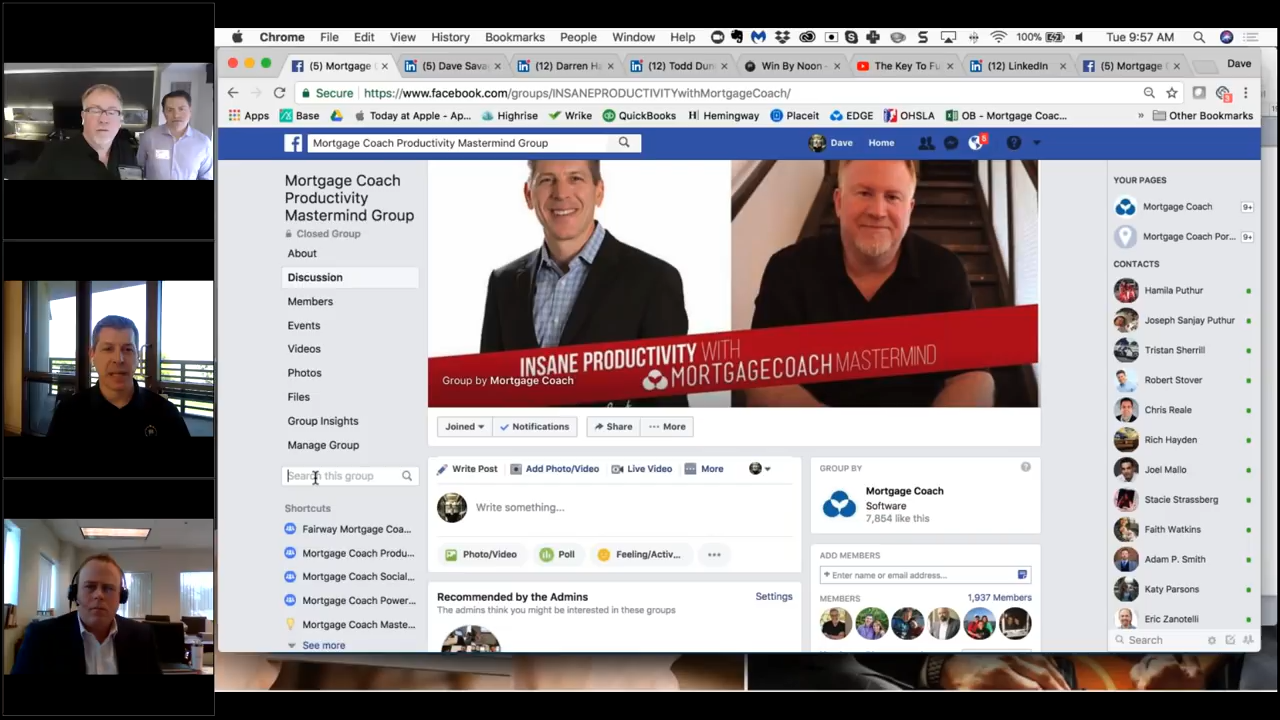 Chrome File Edit View History Bookmarks People Window Help 100% Tue 9:57 AM
(5) Mortgage C (5) Dave Sava (12) Darren Ha (12) Todd Dun Win By Noon - The Key To Fu (12) LinkedIn (5) Mortgage C Dave
Secure https://www.facebook.com/groups/INSANEPRODUCTIVITYwithMortgageCoach/
Apps Base Today at Apple - Ap... Highrise Wrike QuickBooks Hemingway Placeit EDGE OHSLA OB - Mortgage Coac... » Other Bookmarks
Mortgage Coach Productivity Mastermind Group Dave Home
Mortgage Coach
Productivity
Mastermind Group
Closed Group
About
Discussion
Members
Events
Videos
Photos
Files
Group Insights
Manage Group
Search this group
Shortcuts
Fairway Mortgage Coa...
Mortgage Coach Produ...
Mortgage Coach Social...
Mortgage Coach Power...
Mortgage Coach Maste...
See more
INSANE PRODUCTIVITY WITH
MORTGAGECOACH MASTERMIND
Group by Mortgage Coach
Joined Notifications Share More
Write Post Add Photo/Video Live Video More
Write something...
Photo/Video Poll Feeling/Activ...
Recommended by the Admins Settings
The admins think you might be interested in these groups
GROUP BY
Mortgage Coach
Software
7,854 like this
ADD MEMBERS
+ Enter name or email address...
MEMBERS 1,937 Members
YOUR PAGES
Mortgage Coach 9+
Mortgage Coach Por... 9+
CONTACTS
Hamila Puthur
Joseph Sanjay Puthur
Tristan Sherrill
Robert Stover
Chris Reale
Rich Hayden
Joel Mallo
Stacie Strassberg
Faith Watkins
Adam P. Smith
Katy Parsons
Eric Zanotelli
Search